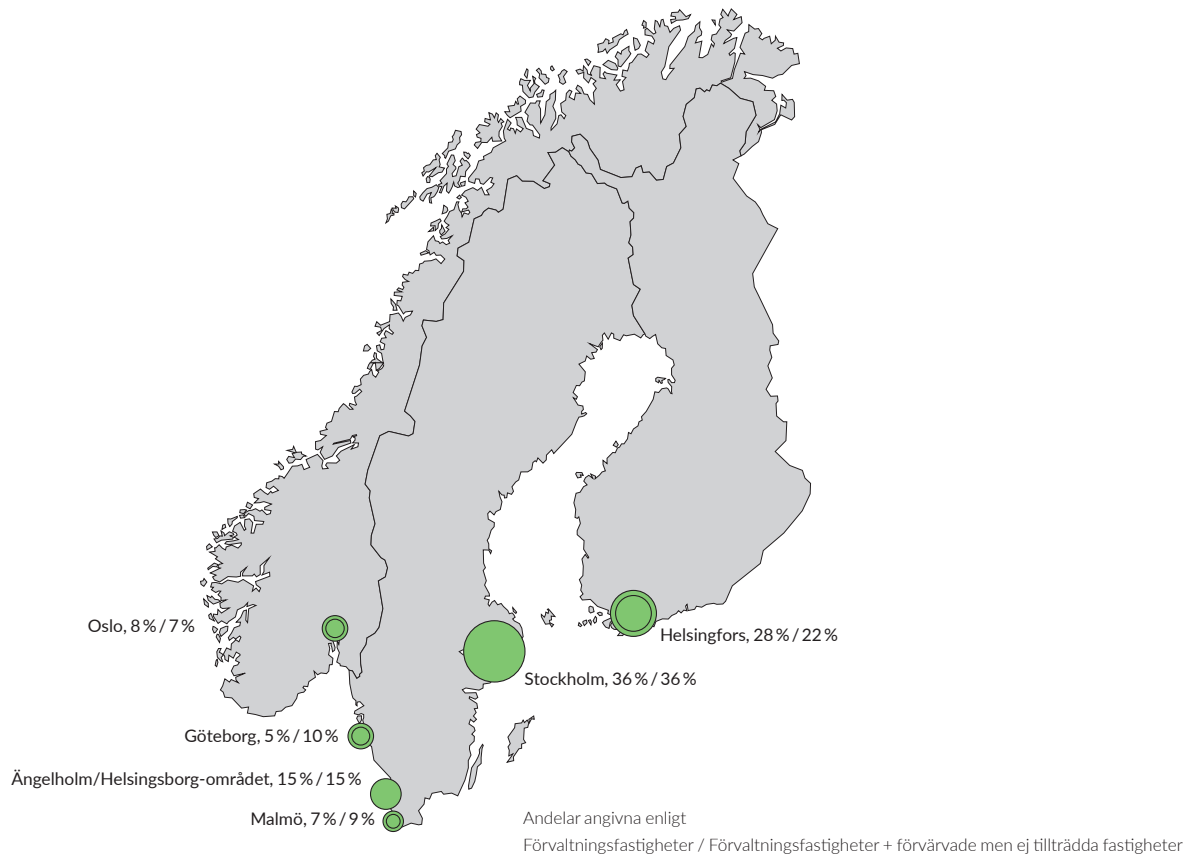 Oslo, 8 % / 7 %
Helsingfors, 28 % / 22 %
Stockholm, 36 % / 36 %
Göteborg, 5 % / 10 %
Ängelholm/Helsingsborg-området, 15 % / 15 %
Malmö, 7 % / 9 %
Andelar angivna enligt
Förvaltningsfastigheter / Förvaltningsfastigheter + förvärvade men ej tillträdda fastigheter